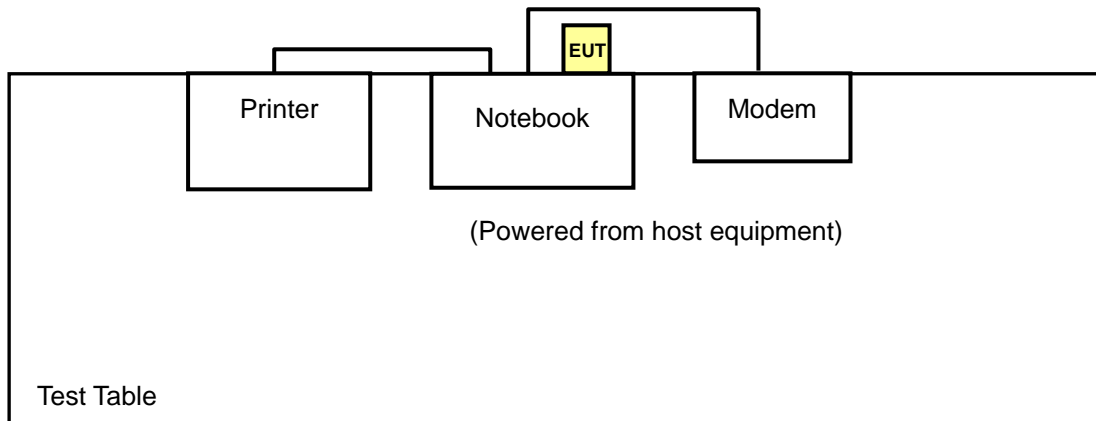 EUT
Printer
Notebook
Modem
(Powered from host equipment)
Test Table